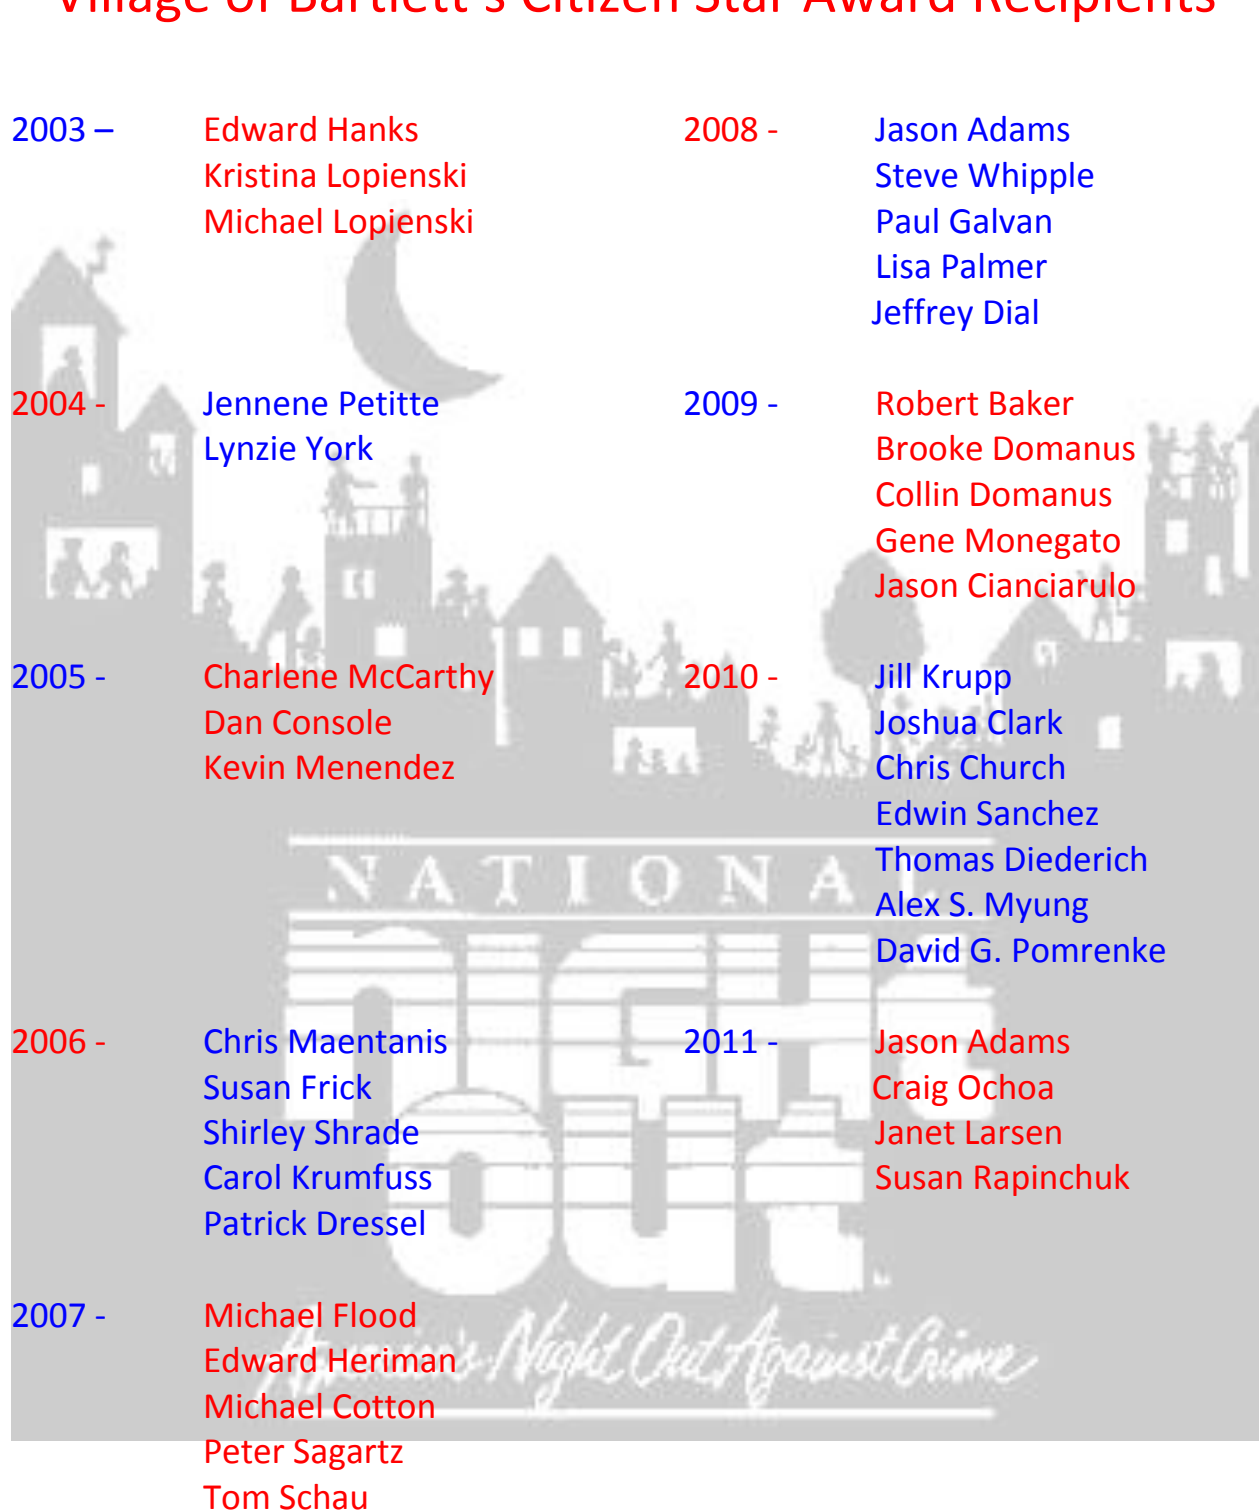 Village of Bartlett's Citizen Star Award Recipients
2003 – Edward Hanks
Kristina Lopienski
Michael Lopienski
2004 - Jennene Petitte
Lynzie York
2005 - Charlene McCarthy
Dan Console
Kevin Menendez
2006 - Chris Maentanis
Susan Frick
Shirley Shrade
Carol Krumfuss
Patrick Dressel
2007 - Michael Flood
Edward Heriman
Michael Cotton
Peter Sagartz
Tom Schau
2008 - Jason Adams
Steve Whipple
Paul Galvan
Lisa Palmer
Jeffrey Dial
2009 - Robert Baker
Brooke Domanus
Collin Domanus
Gene Monegato
Jason Cianciarulo
2010 - Jill Krupp
Joshua Clark
Chris Church
Edwin Sanchez
Thomas Diederich
Alex S. Myung
David G. Pomrenke
2011 - Jason Adams
Craig Ochoa
Janet Larsen
Susan Rapinchuk
NATIONAL
NIGHT
OUT.
America's Night Out Against Crime